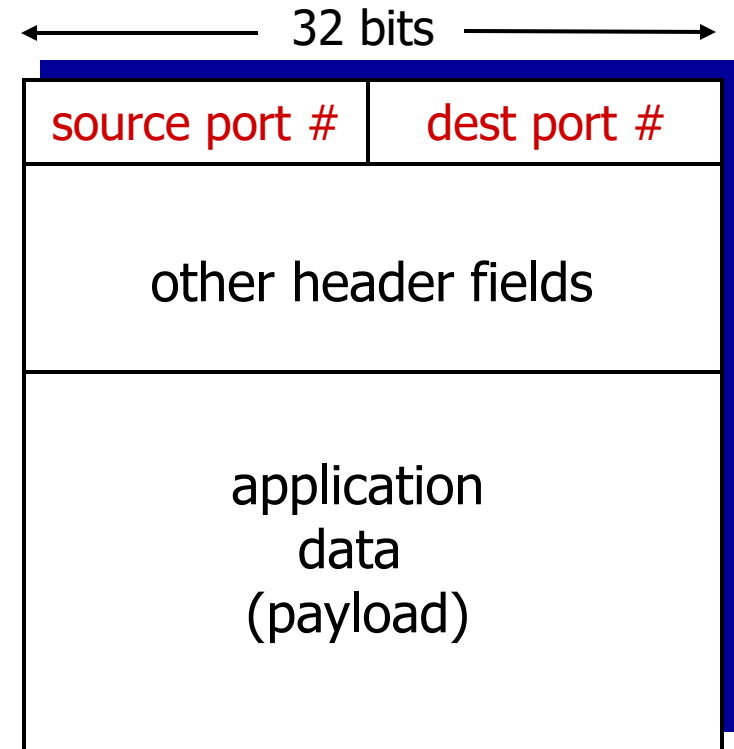 32 bits
source port # dest port #
other header fields
application
data
(payload)